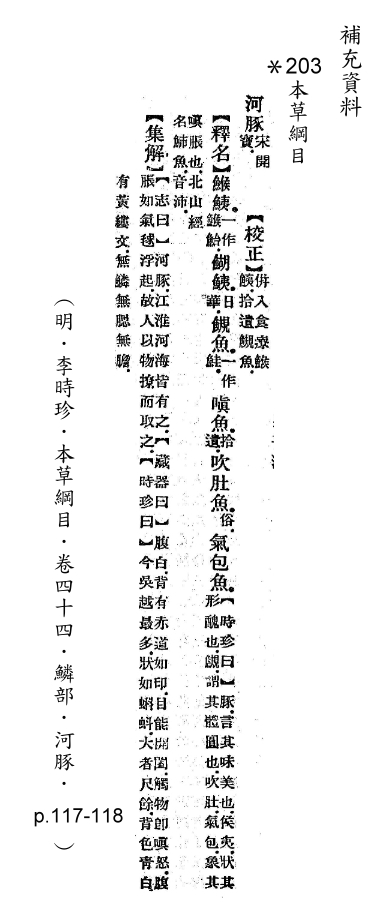 補充資料
*203
本草綱目
河豚 宋開寶 【校正】併入食療鯸鮧，拾遺䲅魚。
【釋名】鯸鮧。一作鯸鮐。鰗鮧。日華。䲅魚。一作鮭。嗔魚。拾遺。吹肚魚。俗。氣包魚。【時珍曰】豚，言其味美也。侯夷，狀其形醜也。䲅，謂其體圓也。吹肚、氣包，象其
嗔脹也。北山經名鯆魚。音沛。
【集解】【志曰】河豚，江淮河海皆有之。【藏器曰】腹白，背有赤道如印，目能開闔。觸物即嗔怒，腹
脹如氣毬浮起，故人以物撩而取之。【時珍曰】今吳越最多。狀如蝌蚪，大者尺餘，背色青白，
有黃縷文，無鱗無腮無膽。
（明．李時珍．本草綱目．卷四十四．鱗部．河豚．p.117-118）